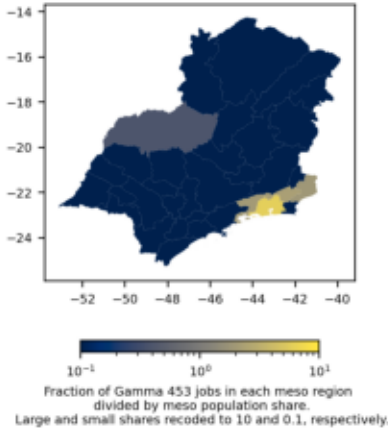 −14
−16
−18
−20
−22
−24
−52 −50 −48 −46 −44 −42 −40
10⁻¹ 10⁰ 10¹
Fraction of Gamma 453 jobs in each meso region
divided by meso population share.
Large and small shares recoded to 10 and 0.1, respectively.